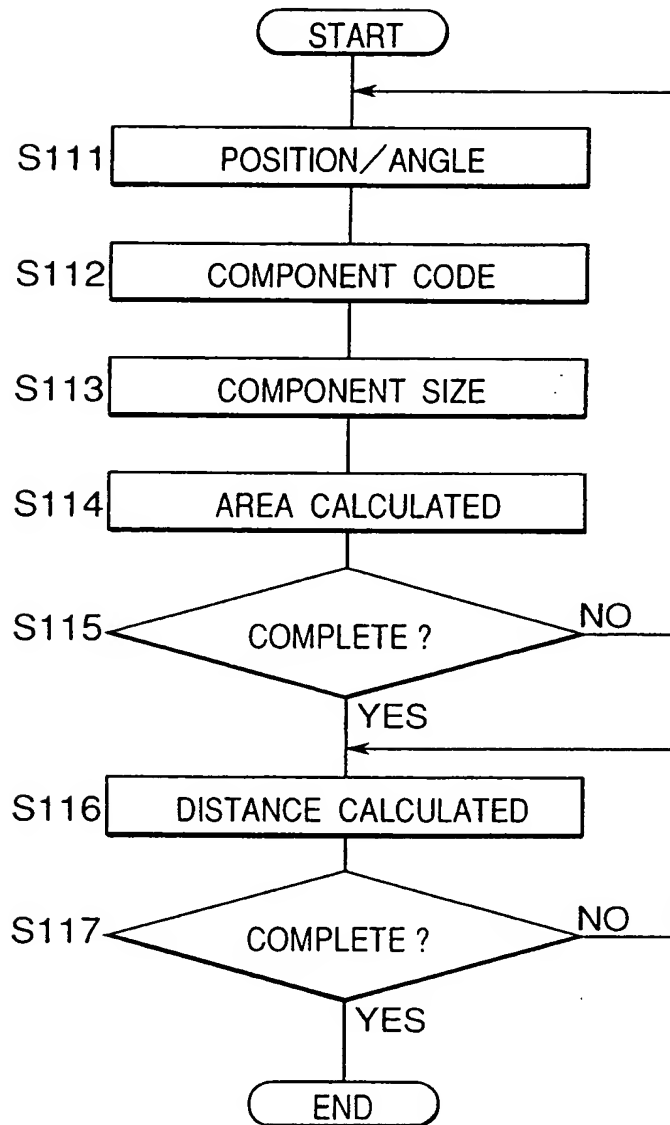 START
S111 POSITION/ANGLE
S112 COMPONENT CODE
S113 COMPONENT SIZE
S114 AREA CALCULATED
S115 COMPLETE ? NO
YES
S116 DISTANCE CALCULATED
S117 COMPLETE ? NO
YES
END